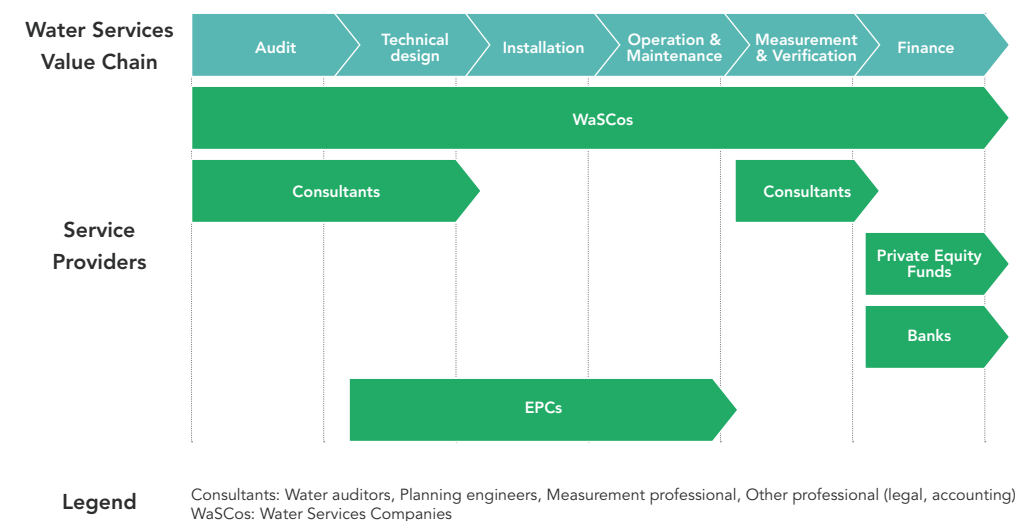 Water Services
Value Chain
Audit
Technical
design
Installation
Operation &
Maintenance
Measurement
& Verification
Finance
WaSCos
Service
Providers
Consultants
Consultants
Private Equity
Funds
Banks
EPCs
Legend
Consultants: Water auditors, Planning engineers, Measurement professional, Other professional (legal, accounting)
WaSCos: Water Services Companies